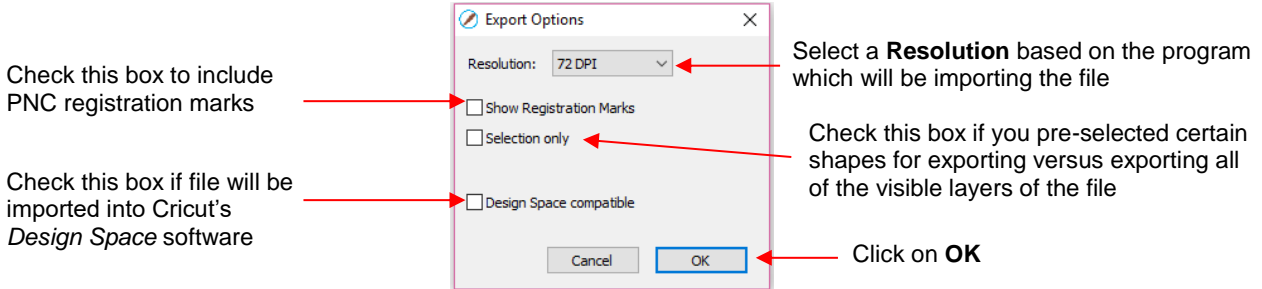 Export Options
Resolution: 72 DPI
Show Registration Marks
Selection only
Design Space compatible
Cancel OK
Check this box to include
PNC registration marks
Check this box if file will be
imported into Cricut's
Design Space software
Select a Resolution based on the program
which will be importing the file
Check this box if you pre-selected certain
shapes for exporting versus exporting all
of the visible layers of the file
Click on OK